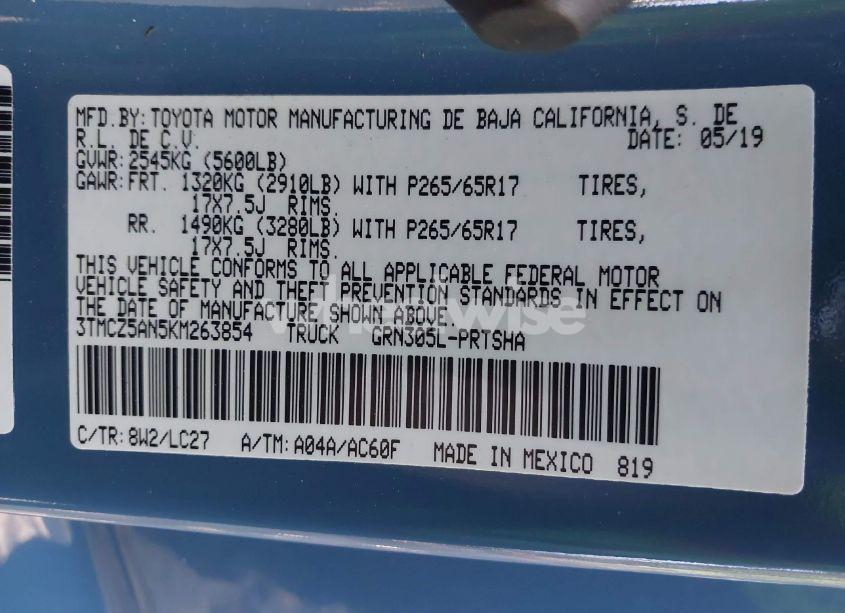 MFD.BY:TOYOTA MOTOR MANUFACTURING DE BAJA CALIFORNIA, S. DE
R.L. DE C.V. DATE: 05/19
GVWR:2545KG (5600LB)
GAWR:FRT. 1320KG (2910LB) WITH P265/65R17 TIRES,
17X7.5J RIMS.
RR. 1490KG (3280LB) WITH P265/65R17 TIRES,
17X7.5J RIMS.
THIS VEHICLE CONFORMS TO ALL APPLICABLE FEDERAL MOTOR
VEHICLE SAFETY AND THEFT PREVENTION STANDARDS IN EFFECT ON
THE DATE OF MANUFACTURE SHOWN ABOVE.
3TMCZ5AN5KM263854 TRUCK GRN305L-PRTSHA
C/TR:8W2/LC27 A/TM:A04A/AC60F MADE IN MEXICO 819